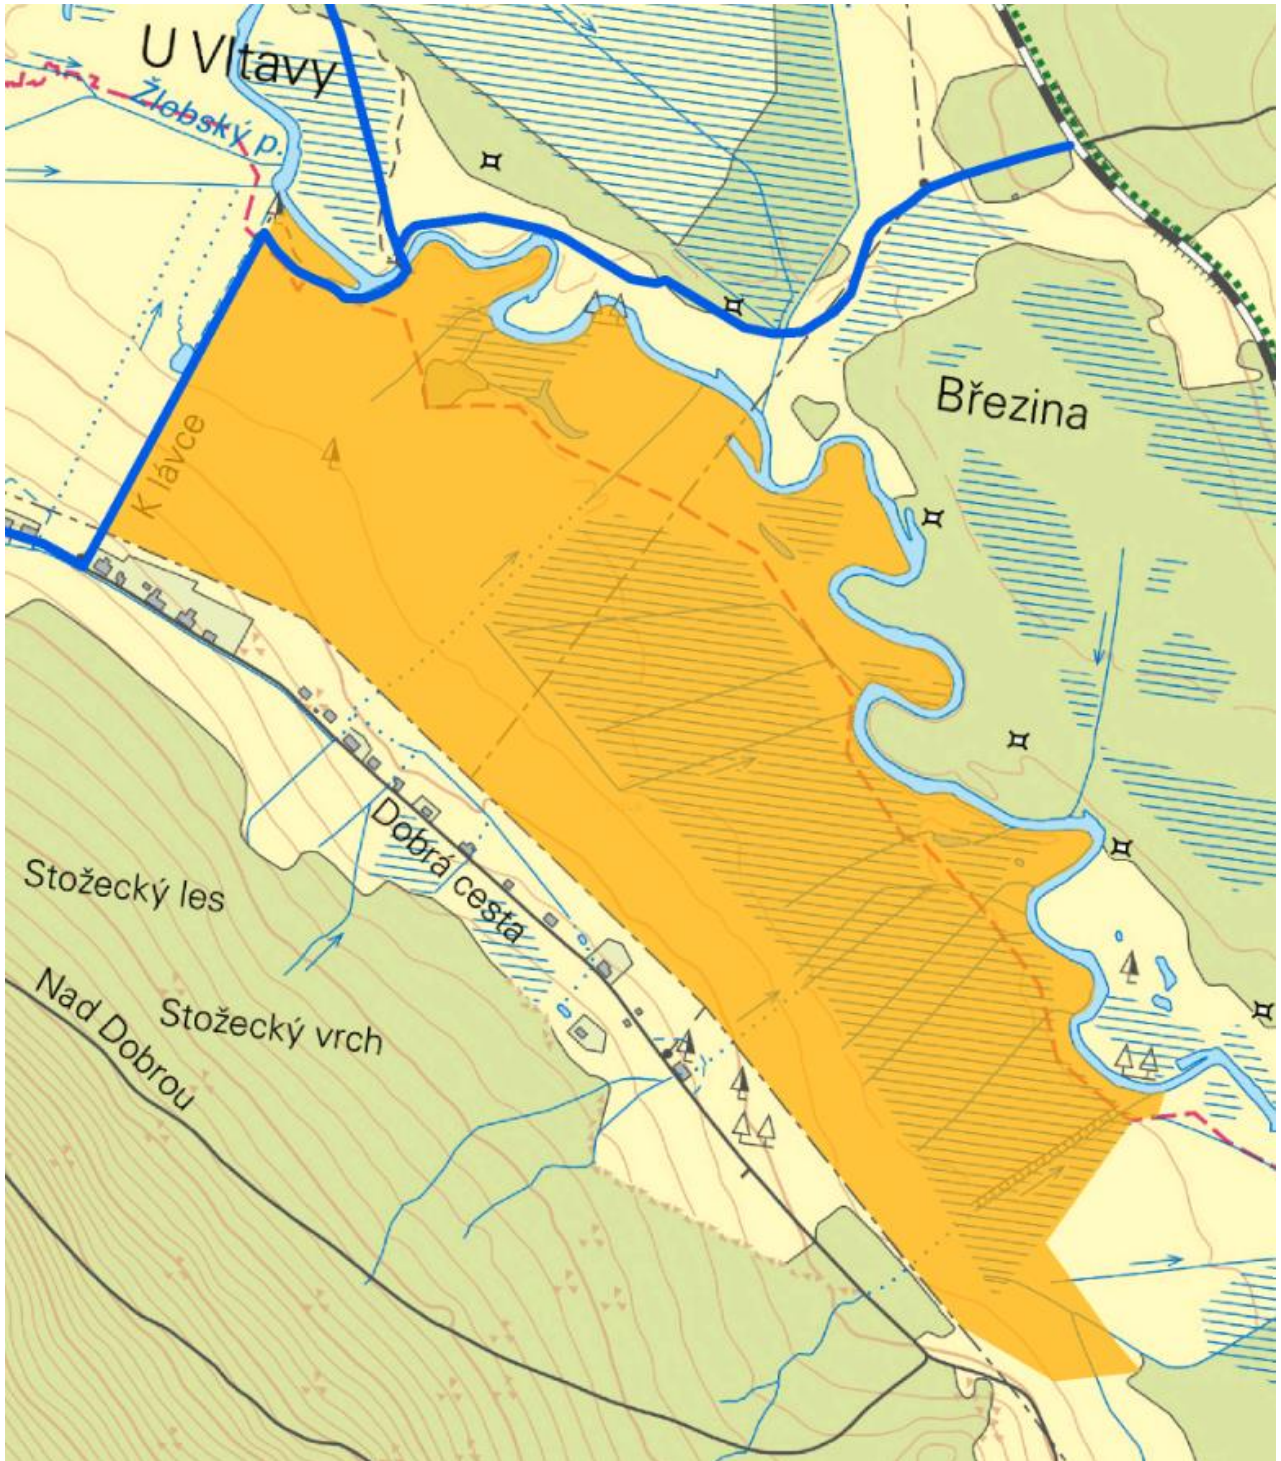 U Vltavy
Žlebský p.
Březina
K lávce
Dobrá cesta
Stožecký les
Stožecký vrch
Nad Dobrou